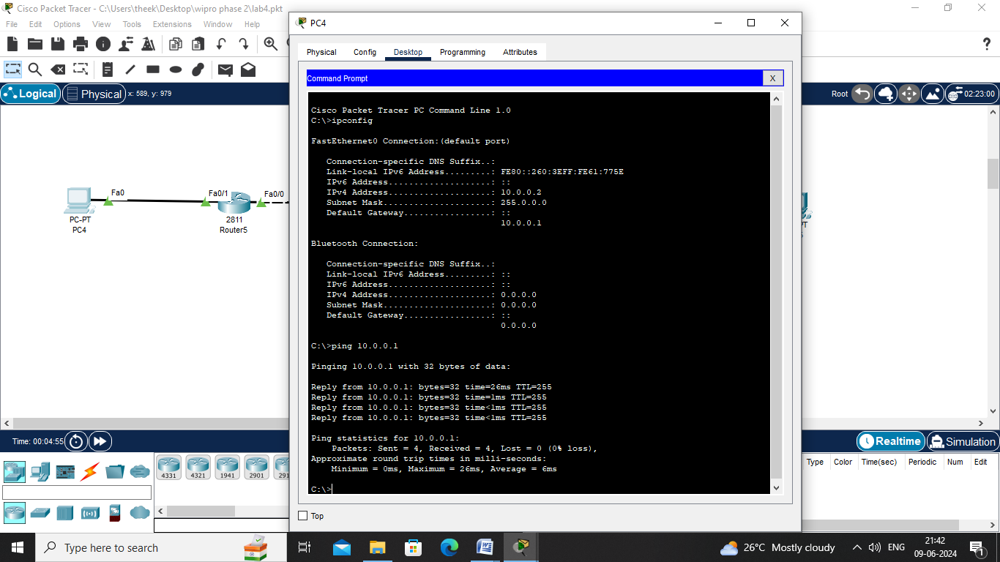 Cisco Packet Tracer - C:\Users\theek\Desktop\wipro phase 2\lab4.pkt
File Edit Options View Tools Extensions Window Help
Logical Physical x: 589, y: 979
Root 02:23:00
Fa0
Fa0/1
Fa0/0
PC-PT
PC4
2811
Router5
PC4
Physical Config Desktop Programming Attributes
Command Prompt
X
Cisco Packet Tracer PC Command Line 1.0
C:\>ipconfig
FastEthernet0 Connection:(default port)
Connection-specific DNS Suffix..:
Link-local IPv6 Address.........: FE80::260:3EFF:FE61:775E
IPv6 Address....................: ::
IPv4 Address....................: 10.0.0.2
Subnet Mask.....................: 255.0.0.0
Default Gateway.................: ::
10.0.0.1
Bluetooth Connection:
Connection-specific DNS Suffix..:
Link-local IPv6 Address.........: ::
IPv6 Address....................: ::
IPv4 Address....................: 0.0.0.0
Subnet Mask.....................: 0.0.0.0
Default Gateway.................: ::
0.0.0.0
C:\>ping 10.0.0.1
Pinging 10.0.0.1 with 32 bytes of data:
Reply from 10.0.0.1: bytes=32 time=26ms TTL=255
Reply from 10.0.0.1: bytes=32 time=1ms TTL=255
Reply from 10.0.0.1: bytes=32 time<1ms TTL=255
Reply from 10.0.0.1: bytes=32 time<1ms TTL=255
Ping statistics for 10.0.0.1:
Packets: Sent = 4, Received = 4, Lost = 0 (0% loss),
Approximate round trip times in milli-seconds:
Minimum = 0ms, Maximum = 26ms, Average = 6ms
C:\>
Top
Time: 00:04:55
Realtime Simulation
4331 4321 1941 2901 291
Type Color Time(sec) Periodic Num Edit
Type here to search
26°C Mostly cloudy
ENG
21:42
09-06-2024
1